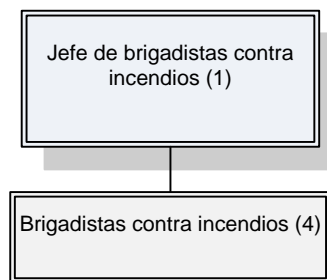 Jefe de brigadistas contra
incendios (1)
Brigadistas contra incendios (4)